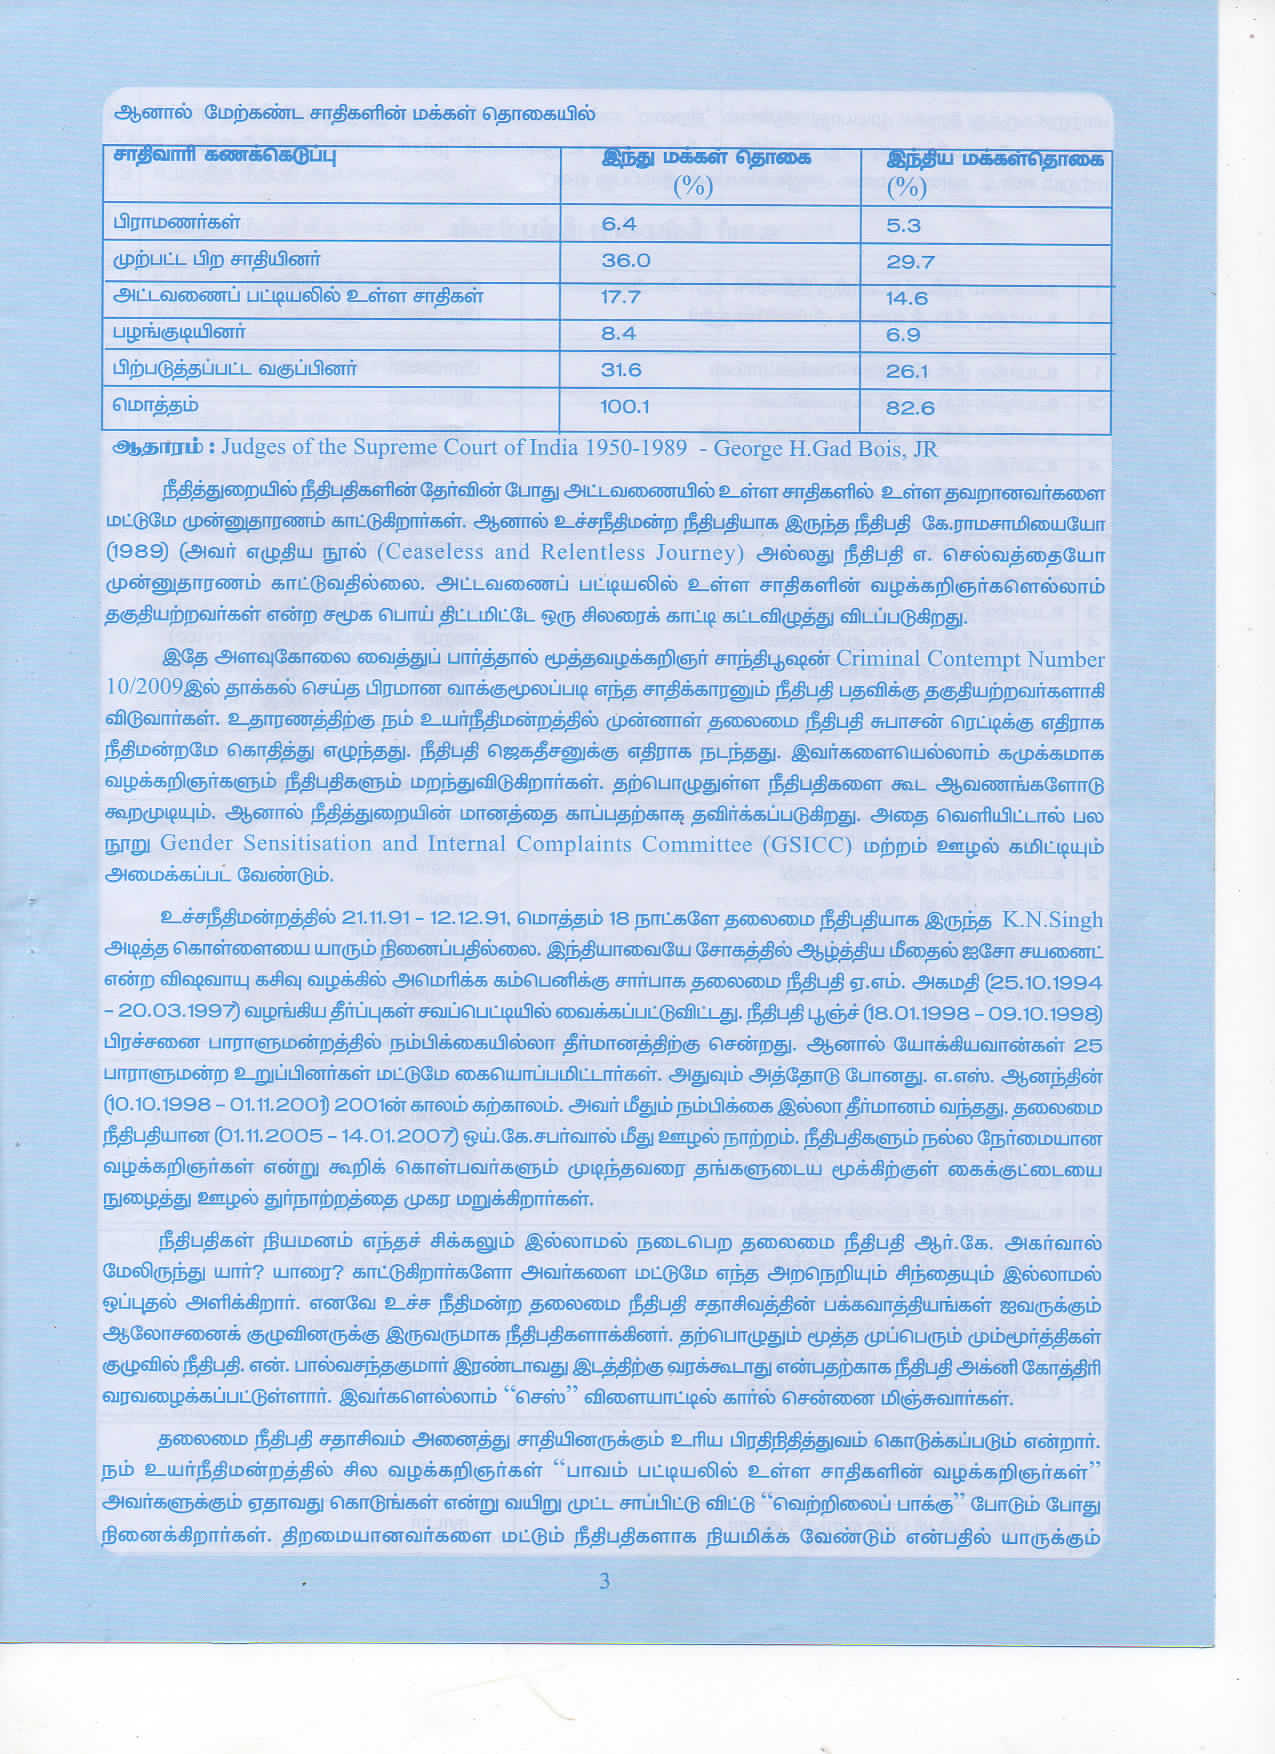 ஆனால் மேற்கண்ட சாதிகளின் மக்கள் தொகையில்
சாதிவாரி கணக்கெடுப்பு இந்து மக்கள் தொகை (%) இந்திய மக்கள்தொகை (%)
பிராமணர்கள் 6.4 5.3
முற்பட்ட பிற சாதியினர் 36.0 29.7
அட்டவணைப் பட்டியலில் உள்ள சாதிகள் 17.7 14.6
பழங்குடியினர் 8.4 6.9
பிற்படுத்தப்பட்ட வகுப்பினர் 31.6 26.1
மொத்தம் 100.1 82.6
ஆதாரம் : Judges of the Supreme Court of India 1950-1989 - George H.Gad Bois, JR
நீதித்துறையில் நீதிபதிகளின் தேர்வின் போது அட்டவணையில் உள்ள சாதிகளில் உள்ள தவறானவர்களை
மட்டுமே முன்னுதாரணம் காட்டுகிறார்கள். ஆனால் உச்சநீதிமன்ற நீதிபதியாக இருந்த நீதிபதி கே.ராமசாமியையோ
(1989) (அவர் எழுதிய நூல் (Ceaseless and Relentless Journey) அல்லது நீதிபதி எ. செல்வத்தையோ
முன்னுதாரணம் காட்டுவதில்லை. அட்டவணைப் பட்டியலில் உள்ள சாதிகளின் வழக்கறிஞர்களெல்லாம்
தகுதியற்றவர்கள் என்ற சமூக பொய் திட்டமிட்டே ஒரு சிலரைக் காட்டி கட்டவிழுத்து விடப்படுகிறது.
இதே அளவுகோலை வைத்துப் பார்த்தால் மூத்தவழக்கறிஞர் சாந்திபூஷன் Criminal Contempt Number
10/2009இல் தாக்கல் செய்த பிரமான வாக்குமூலப்படி எந்த சாதிக்காரனும் நீதிபதி பதவிக்கு தகுதியற்றவர்களாகி
விடுவார்கள். உதாரணத்திற்கு நம் உயர்நீதிமன்றத்தில் முன்னாள் தலைமை நீதிபதி சுபாசன் ரெட்டிக்கு எதிராக
நீதிமன்றமே கொதித்து எழுந்தது. நீதிபதி ஜெகதீசனுக்கு எதிராக நடந்தது. இவர்களையெல்லாம் கமுக்கமாக
வழக்கறிஞர்களும் நீதிபதிகளும் மறந்துவிடுகிறார்கள். தற்பொழுதுள்ள நீதிபதிகளை கூட ஆவணங்களோடு
கூறமுடியும். ஆனால் நீதித்துறையின் மானத்தை காப்பதற்காக தவிர்க்கப்படுகிறது. அதை வெளியிட்டால் பல
நூறு Gender Sensitisation and Internal Complaints Committee (GSICC) மற்றம் ஊழல் கமிட்டியும்
அமைக்கப்பட் வேண்டும்.
உச்சநீதிமன்றத்தில் 21.11.91 – 12.12.91, மொத்தம் 18 நாட்களே தலைமை நீதிபதியாக இருந்த K.N.Singh
அடித்த கொள்ளையை யாரும் நினைப்பதில்லை. இந்தியாவையே சோகத்தில் ஆழ்த்திய மீதைல் ஐசோ சயனைட்
என்ற விஷவாயு கசிவு வழக்கில் அமெரிக்க கம்பெனிக்கு சார்பாக தலைமை நீதிபதி ஏ.எம். அகமதி (25.10.1994
– 20.03.1997) வழங்கிய தீர்ப்புகள் சவப்பெட்டியில் வைக்கப்பட்டுவிட்டது. நீதிபதி பூஞ்ச் (18.01.1998 – 09.10.1998)
பிரச்சனை பாராளுமன்றத்தில் நம்பிக்கையில்லா தீர்மானத்திற்கு சென்றது. ஆனால் யோக்கியவான்கள் 25
பாராளுமன்ற உறுப்பினர்கள் மட்டுமே கையொப்பமிட்டார்கள். அதுவும் அத்தோடு போனது. எ.எஸ். ஆனந்தின்
(10.10.1998 – 01.11.2001) 2001ன் காலம் கற்காலம். அவர் மீதும் நம்பிக்கை இல்லா தீர்மானம் வந்தது. தலைமை
நீதிபதியான (01.11.2005 – 14.01.2007) ஒய்.கே.சபர்வால் மீது ஊழல் நாற்றம். நீதிபதிகளும் நல்ல நேர்மையான
வழக்கறிஞர்கள் என்று கூறிக் கொள்பவர்களும் முடிந்தவரை தங்களுடைய மூக்கிற்குள் கைக்குட்டையை
நுழைத்து ஊழல் துர்நாற்றத்தை முகர மறுக்கிறார்கள்.
நீதிபதிகள் நியமனம் எந்தச் சிக்கலும் இல்லாமல் நடைபெற தலைமை நீதிபதி ஆர்.கே. அகர்வால்
மேலிருந்து யார்? யாரை? காட்டுகிறார்களோ அவர்களை மட்டுமே எந்த அறநெறியும் சிந்தையும் இல்லாமல்
ஒப்புதல் அளிக்கிறார். எனவே உச்ச நீதிமன்ற தலைமை நீதிபதி சதாசிவத்தின் பக்கவாத்தியங்கள் ஐவருக்கும்
ஆலோசனைக் குழுவினருக்கு இருவருமாக நீதிபதிகளாக்கினர். தற்பொழுதும் மூத்த முப்பெரும் மும்மூர்த்திகள்
குழுவில் நீதிபதி. என். பால்வசந்தகுமார் இரண்டாவது இடத்திற்கு வரக்கூடாது என்பதற்காக நீதிபதி அக்னி கோத்திரி
வரவழைக்கப்பட்டுள்ளார். இவர்களெல்லாம் “செஸ்” விளையாட்டில் கார்ல் சென்னை மிஞ்சுவார்கள்.
தலைமை நீதிபதி சதாசிவம் அனைத்து சாதியினருக்கும் உரிய பிரதிநிதித்துவம் கொடுக்கப்படும் என்றார்.
நம் உயர்நீதிமன்றத்தில் சில வழக்கறிஞர்கள் “பாவம் பட்டியலில் உள்ள சாதிகளின் வழக்கறிஞர்கள்”
அவர்களுக்கும் ஏதாவது கொடுங்கள் என்று வயிறு முட்ட சாப்பிட்டு விட்டு “வெற்றிலைப் பாக்கு” போடும் போது
நினைக்கிறார்கள். திறமையானவர்களை மட்டும் நீதிபதிகளாக நியமிக்க வேண்டும் என்பதில் யாருக்கும்
3